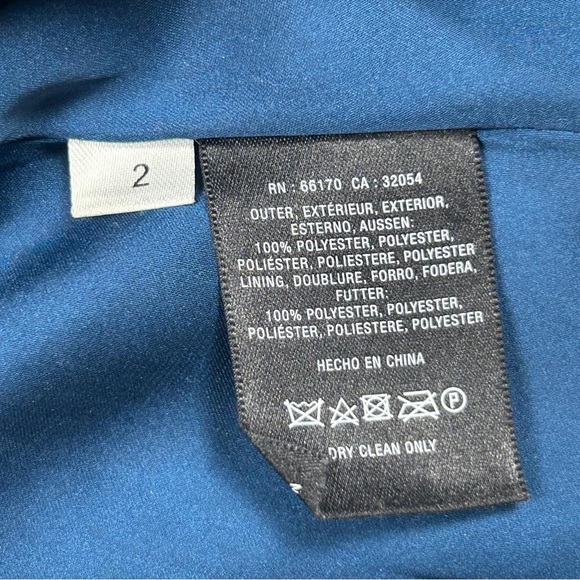 2
RN : 66170 CA : 32054
OUTER, EXTÉRIEUR, EXTERIOR,
ESTERNO, AUSSEN:
100% POLYESTER, POLYESTER,
POLIÉSTER, POLIESTERE, POLYESTER
LINING, DOUBLURE, FORRO, FODERA,
FUTTER:
100% POLYESTER, POLYESTER,
POLIÉSTER, POLIESTERE, POLYESTER
HECHO EN CHINA
P
DRY CLEAN ONLY